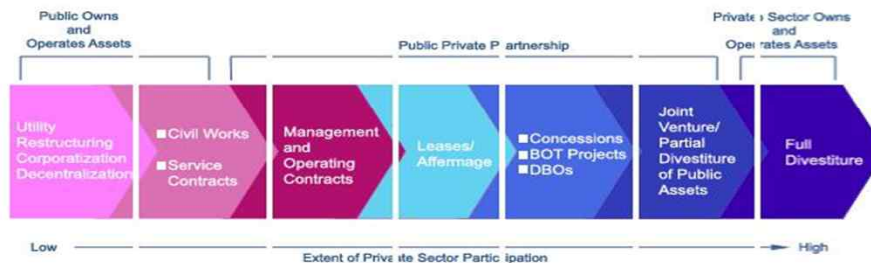 Public Owns
and
Operates Assets
Public Private Partnership
Private Sector Owns
and
Operates Assets
Utility
Restructuring
Corporatization
Decentralization
Civil Works
Service
Contracts
Management
and
Operating
Contracts
Leases/
Affermage
Concessions
BOT Projects
DBOs
Joint
Venture/
Partial
Divestiture
of Public
Assets
Full
Divestiture
Low
High
Extent of Private Sector Participation